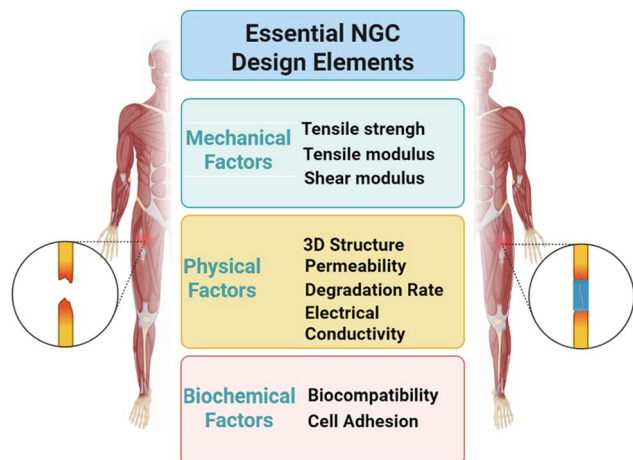 Essential NGC
Design Elements
Mechanical
Factors
Tensile strengh
Tensile modulus
Shear modulus
Physical
Factors
3D Structure
Permeability
Degradation Rate
Electrical
Conductivity
Biochemical
Factors
Biocompatibility
Cell Adhesion